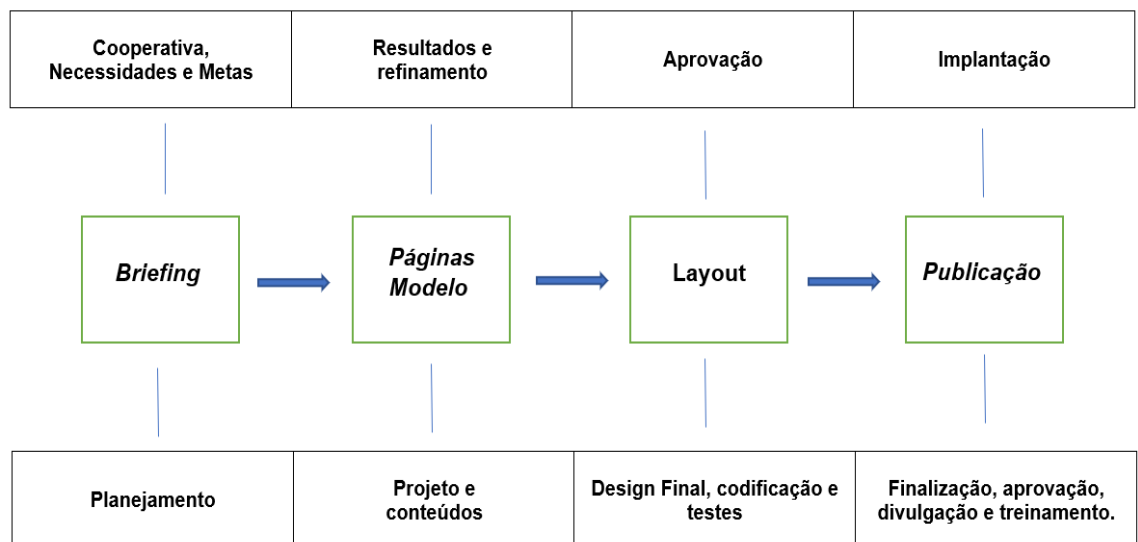 Cooperativa,
Necessidades e Metas
Resultados e
refinamento
Aprovação
Implantação
Briefing
Páginas
Modelo
Layout
Publicação
Planejamento
Projeto e
conteúdos
Design Final, codificação e
testes
Finalização, aprovação,
divulgação e treinamento.